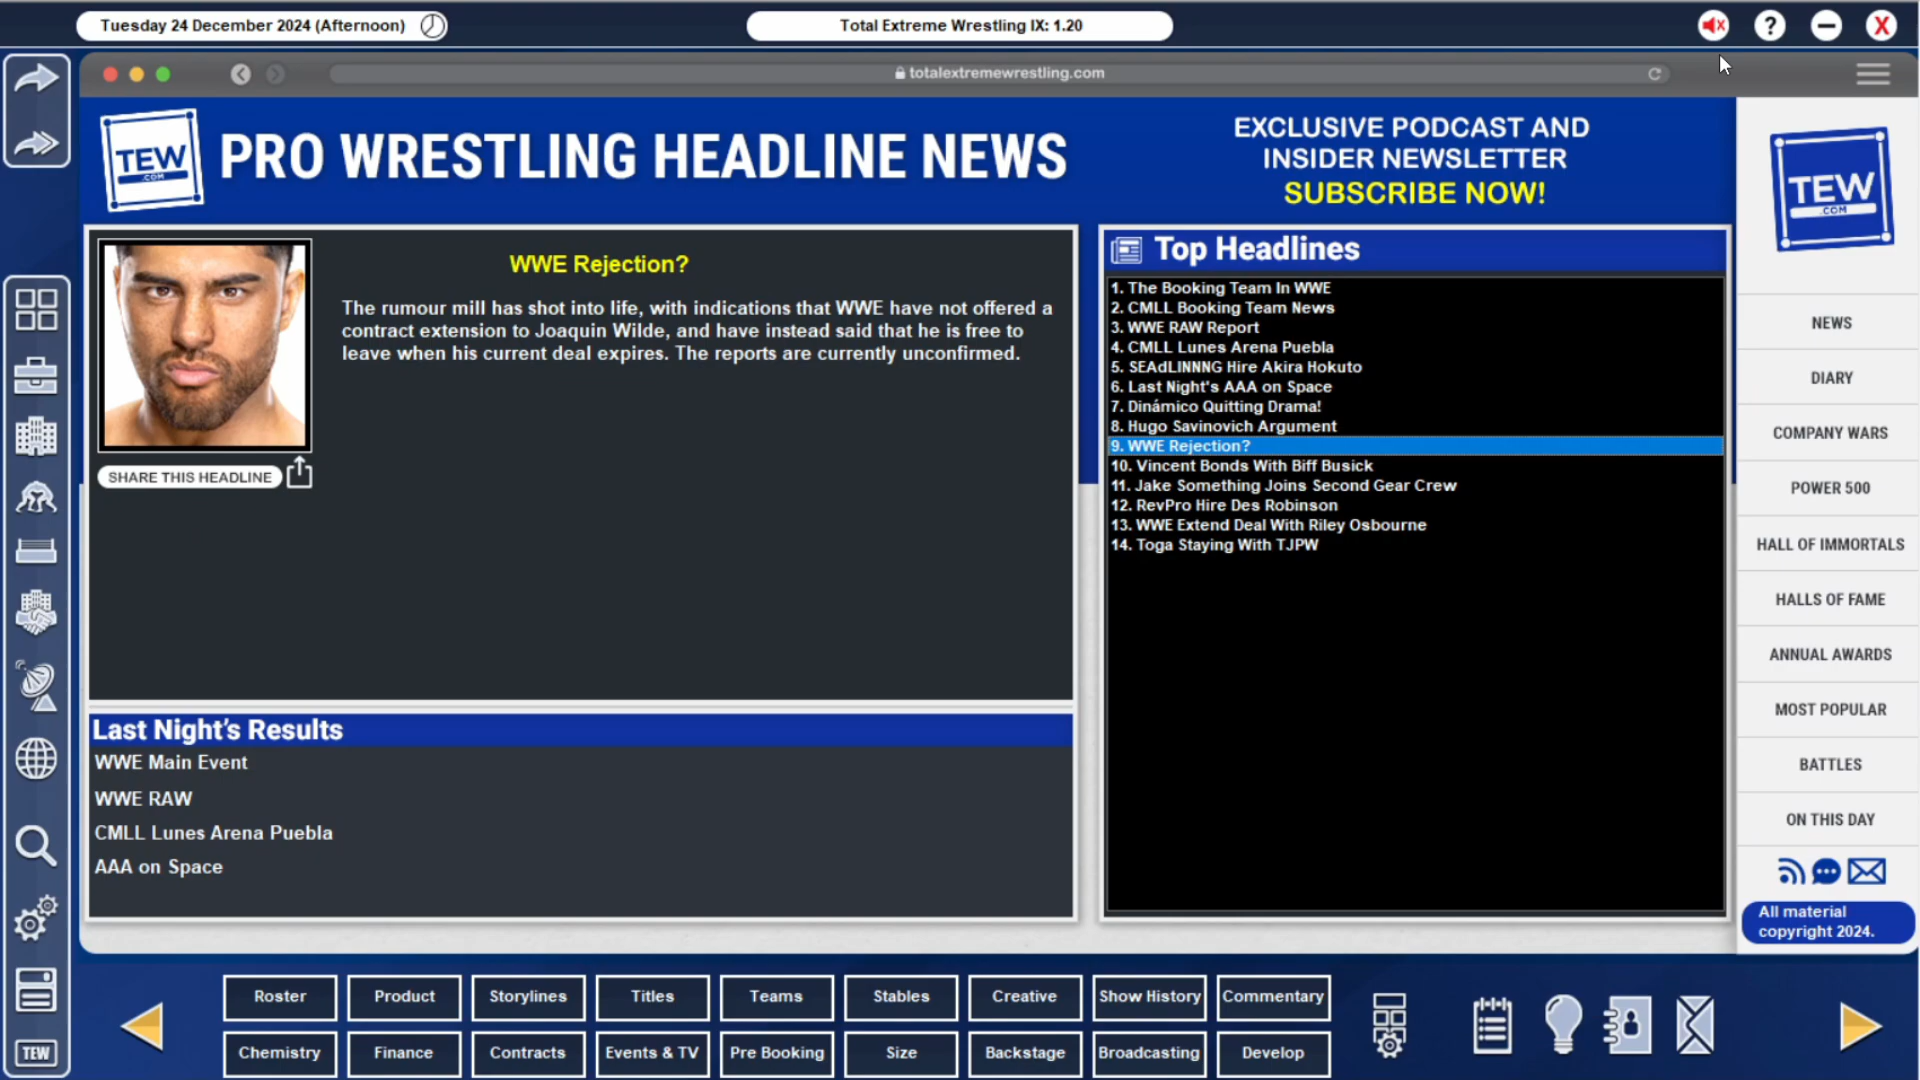 Tuesday 24 December 2024 (Afternoon)
Total Extreme Wrestling IX: 1.20
?
X
totalextremewrestling.com
TEW
.COM
PRO WRESTLING HEADLINE NEWS
EXCLUSIVE PODCAST AND
INSIDER NEWSLETTER
SUBSCRIBE NOW!
WWE Rejection?
The rumour mill has shot into life, with indications that WWE have not offered a
contract extension to Joaquin Wilde, and have instead said that he is free to
leave when his current deal expires. The reports are currently unconfirmed.
SHARE THIS HEADLINE
Top Headlines
1. The Booking Team In WWE
2. CMLL Booking Team News
3. WWE RAW Report
4. CMLL Lunes Arena Puebla
5. SEAdLINNNG Hire Akira Hokuto
6. Last Night's AAA on Space
7. Dinámico Quitting Drama!
8. Hugo Savinovich Argument
9. WWE Rejection?
10. Vincent Bonds With Biff Busick
11. Jake Something Joins Second Gear Crew
12. RevPro Hire Des Robinson
13. WWE Extend Deal With Riley Osbourne
14. Toga Staying With TJPW
Last Night's Results
WWE Main Event
WWE RAW
CMLL Lunes Arena Puebla
AAA on Space
TEW
.COM
NEWS
DIARY
COMPANY WARS
POWER 500
HALL OF IMMORTALS
HALLS OF FAME
ANNUAL AWARDS
MOST POPULAR
BATTLES
ON THIS DAY
All material
copyright 2024.
TEW
Roster
Product
Storylines
Titles
Teams
Stables
Creative
Show History
Commentary
Chemistry
Finance
Contracts
Events & TV
Pre Booking
Size
Backstage
Broadcasting
Develop